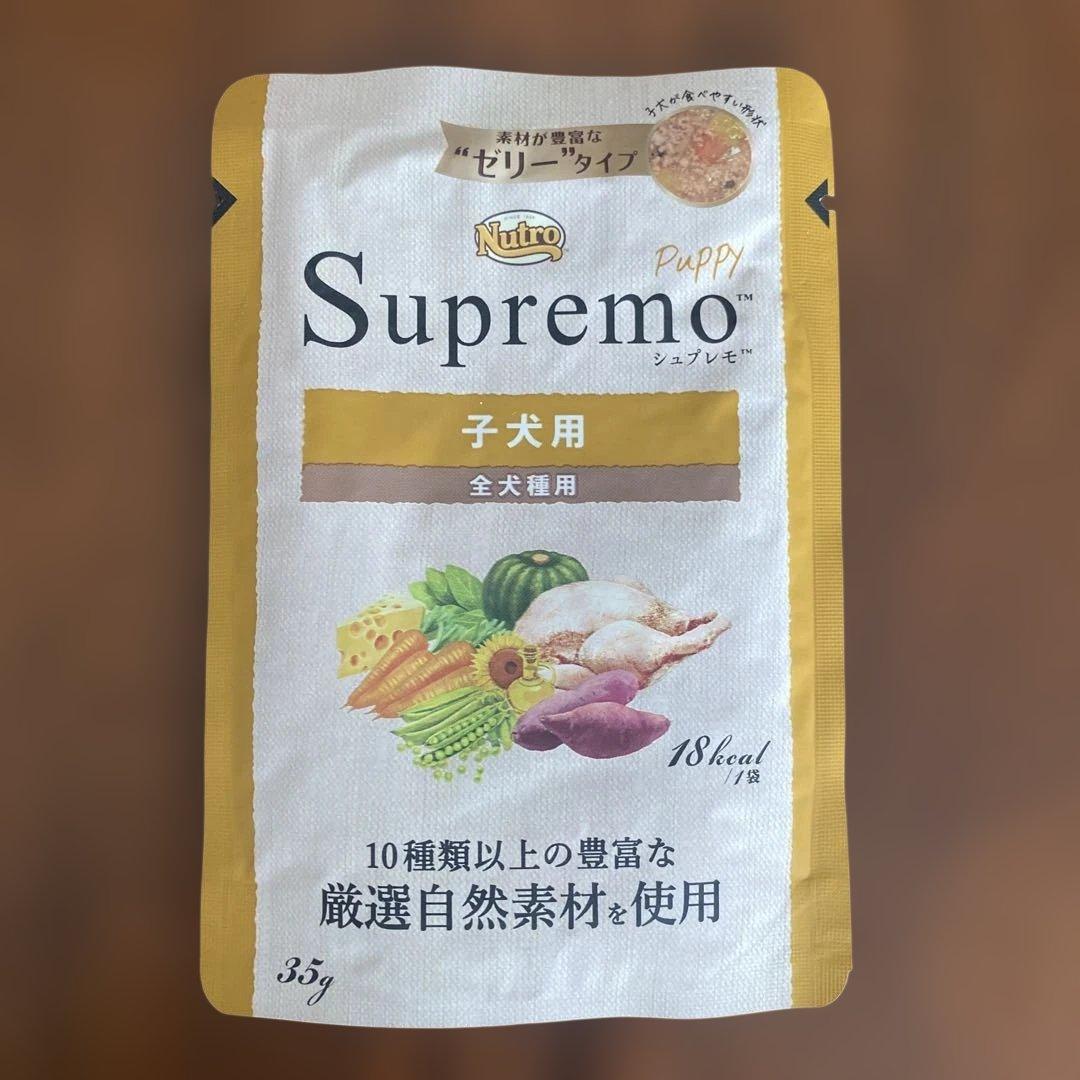 子犬が食べやすい形状
素材が豊富な
“ゼリー”タイプ
SINCE 1926
Nutro
Puppy
Supremo™
シュプレモ™
子犬用
全犬種用
18kcal
/1袋
10種類以上の豊富な
厳選自然素材を使用
35g